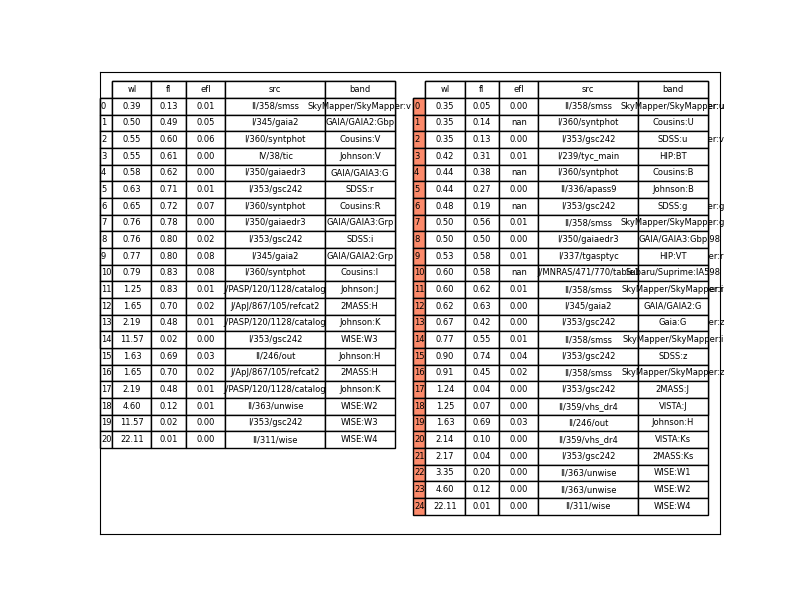 wl fl efl src band
0 0.39 0.13 0.01 II/358/smss SkyMapper/SkyMapper:v
1 0.50 0.49 0.05 I/345/gaia2 GAIA/GAIA2:Gbp
2 0.55 0.60 0.06 I/360/syntphot Cousins:V
3 0.55 0.61 0.00 IV/38/tic Johnson:V
4 0.58 0.62 0.00 I/350/gaiaedr3 GAIA/GAIA3:G
5 0.63 0.71 0.01 I/353/gsc242 SDSS:r
6 0.65 0.72 0.07 I/360/syntphot Cousins:R
7 0.76 0.78 0.00 I/350/gaiaedr3 GAIA/GAIA3:Grp
8 0.76 0.80 0.02 I/353/gsc242 SDSS:i
9 0.77 0.80 0.08 I/345/gaia2 GAIA/GAIA2:Grp
10 0.79 0.83 0.08 I/360/syntphot Cousins:I
11 1.25 0.83 0.01 J/PASP/120/1128/catalog Johnson:J
12 1.65 0.70 0.02 J/ApJ/867/105/refcat2 2MASS:H
13 2.19 0.48 0.01 J/PASP/120/1128/catalog Johnson:K
14 11.57 0.02 0.00 I/353/gsc242 WISE:W3
15 1.63 0.69 0.03 II/246/out Johnson:H
16 1.65 0.70 0.02 J/ApJ/867/105/refcat2 2MASS:H
17 2.19 0.48 0.01 J/PASP/120/1128/catalog Johnson:K
18 4.60 0.12 0.01 II/363/unwise WISE:W2
19 11.57 0.02 0.00 I/353/gsc242 WISE:W3
20 22.11 0.01 0.00 II/311/wise WISE:W4
wl fl efl src band
0 0.35 0.05 0.00 II/358/smss SkyMapper/SkyMapper:u
1 0.35 0.14 nan I/360/syntphot Cousins:U
2 0.35 0.13 0.00 I/353/gsc242 SDSS:u er:v
3 0.42 0.31 0.01 I/239/tyc_main HIP:BT
4 0.44 0.38 nan I/360/syntphot Cousins:B
5 0.44 0.27 0.00 II/336/apass9 Johnson:B
6 0.48 0.19 nan I/353/gsc242 SDSS:g er:g
7 0.50 0.56 0.01 II/358/smss SkyMapper/SkyMapper:g
8 0.50 0.50 0.00 I/350/gaiaedr3 GAIA/GAIA3:Gbp 98
9 0.53 0.58 0.01 I/337/tgasptyc HIP:VT er:r
10 0.60 0.58 nan J/MNRAS/471/770/table1 Subaru/Suprime:IA598
11 0.60 0.62 0.01 II/358/smss SkyMapper/SkyMapper:r
12 0.62 0.63 0.00 I/345/gaia2 GAIA/GAIA2:G
13 0.67 0.42 0.00 I/353/gsc242 Gaia:G er:z
14 0.77 0.55 0.01 II/358/smss SkyMapper/SkyMapper:i
15 0.90 0.74 0.04 I/353/gsc242 SDSS:z
16 0.91 0.45 0.02 II/358/smss SkyMapper/SkyMapper:z
17 1.24 0.04 0.00 I/353/gsc242 2MASS:J
18 1.25 0.07 0.00 II/359/vhs_dr4 VISTA:J
19 1.63 0.69 0.03 II/246/out Johnson:H
20 2.14 0.10 0.00 II/359/vhs_dr4 VISTA:Ks
21 2.17 0.04 0.00 I/353/gsc242 2MASS:Ks
22 3.35 0.20 0.00 II/363/unwise WISE:W1
23 4.60 0.12 0.00 II/363/unwise WISE:W2
24 22.11 0.01 0.00 II/311/wise WISE:W4